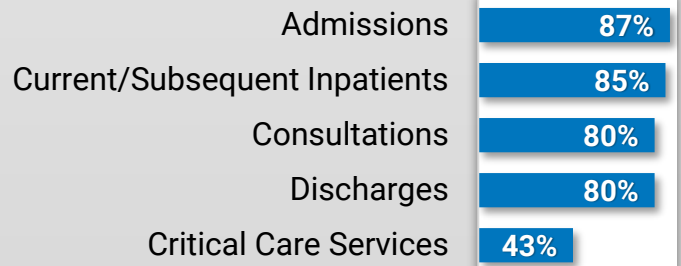 Admissions 87%
Current/Subsequent Inpatients 85%
Consultations 80%
Discharges 80%
Critical Care Services 43%